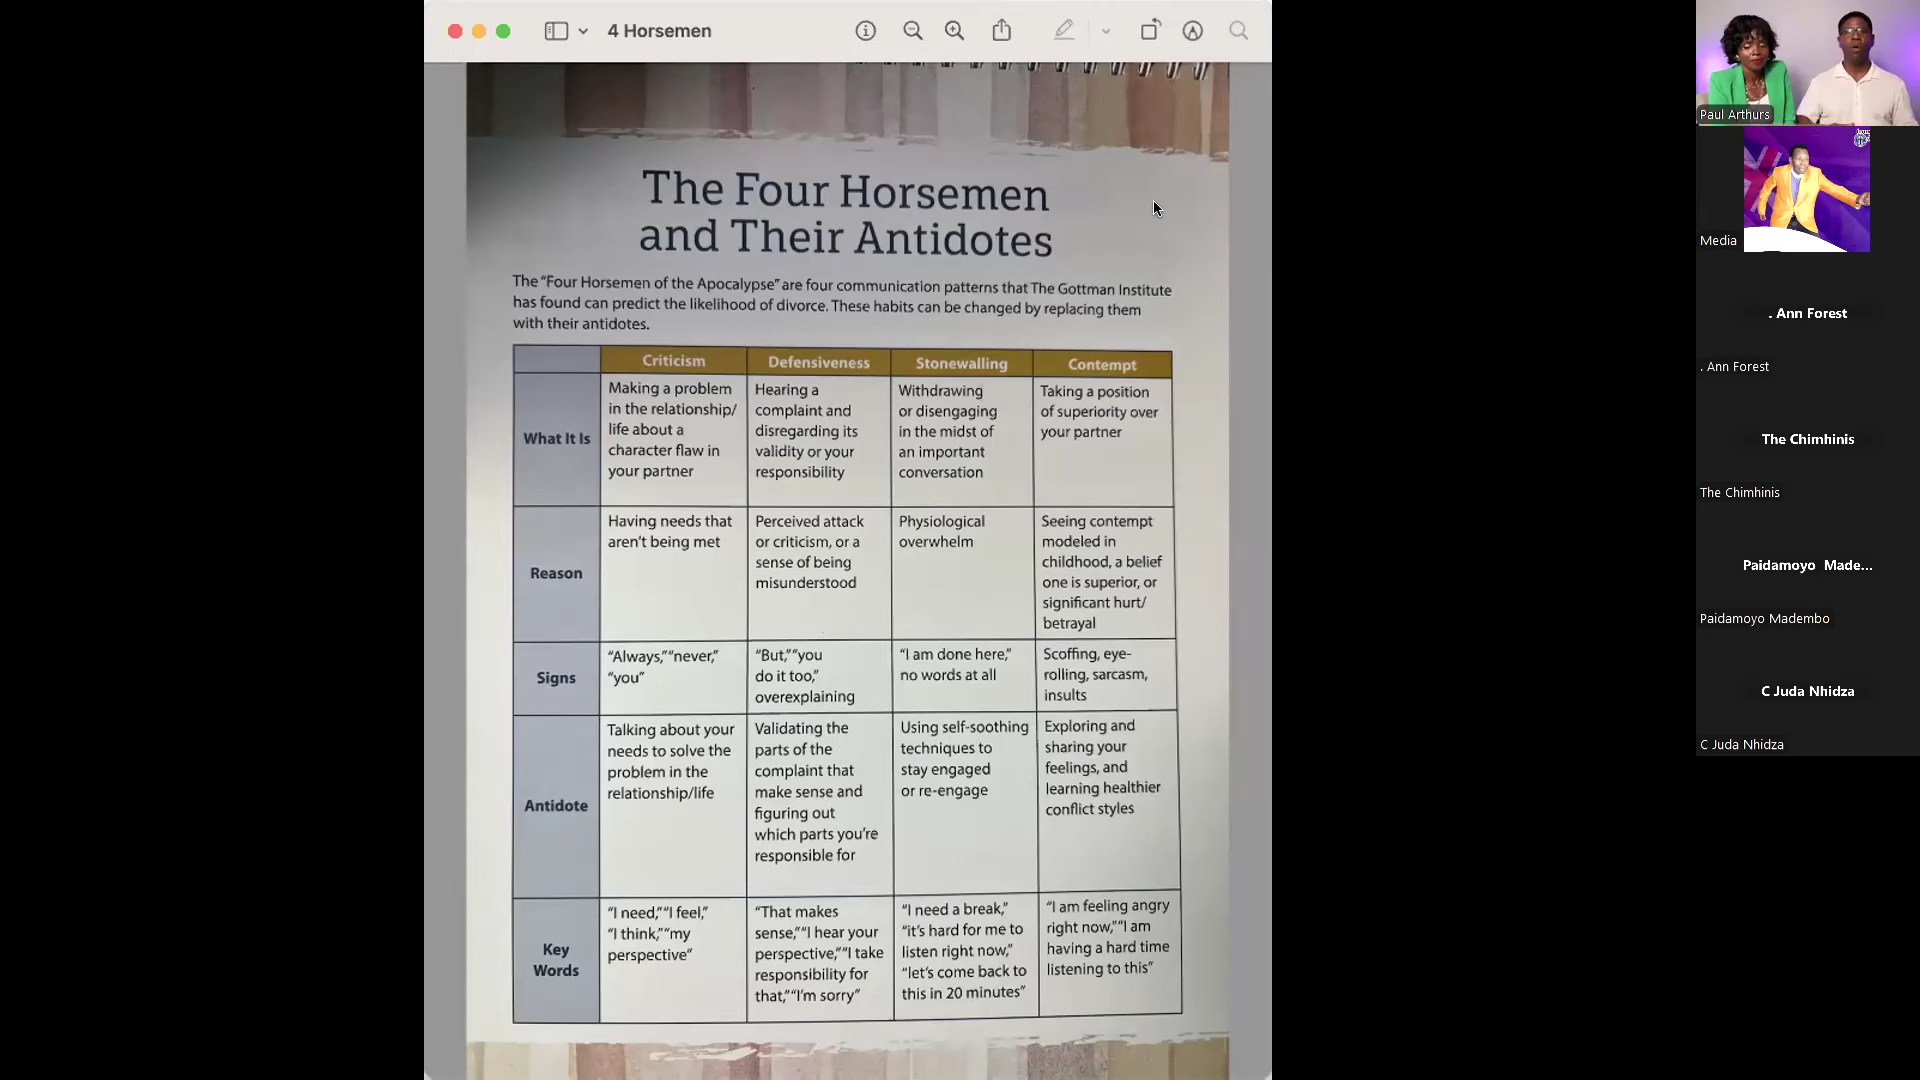 4 Horsemen
The Four Horsemen
and Their Antidotes
The “Four Horsemen of the Apocalypse” are four communication patterns that The Gottman Institute
has found can predict the likelihood of divorce. These habits can be changed by replacing them
with their antidotes.
Criticism Defensiveness Stonewalling Contempt
What It Is
Making a problem
in the relationship/
life about a
character flaw in
your partner
Hearing a
complaint and
disregarding its
validity or your
responsibility
Withdrawing
or disengaging
in the midst of
an important
conversation
Taking a position
of superiority over
your partner
Reason
Having needs that
aren’t being met
Perceived attack
or criticism, or a
sense of being
misunderstood
Physiological
overwhelm
Seeing contempt
modeled in
childhood, a belief
one is superior, or
significant hurt/
betrayal
Signs
“Always,” “never,”
“you”
“But,” “you
do it too,”
overexplaining
“I am done here,”
no words at all
Scoffing, eye-
rolling, sarcasm,
insults
Antidote
Talking about your
needs to solve the
problem in the
relationship/life
Validating the
parts of the
complaint that
make sense and
figuring out
which parts you’re
responsible for
Using self-soothing
techniques to
stay engaged
or re-engage
Exploring and
sharing your
feelings, and
learning healthier
conflict styles
Key
Words
“I need,” “I feel,”
“I think,” “my
perspective”
“That makes
sense,” “I hear your
perspective,” “I take
responsibility for
that,” “I’m sorry”
“I need a break,”
“it’s hard for me to
listen right now,”
“let’s come back to
this in 20 minutes”
“I am feeling angry
right now,” “I am
having a hard time
listening to this”
Paul Arthurs
Media
. Ann Forest
. Ann Forest
The Chimhinis
The Chimhinis
Paidamoyo Made...
Paidamoyo Madembo
C Juda Nhidza
C Juda Nhidza